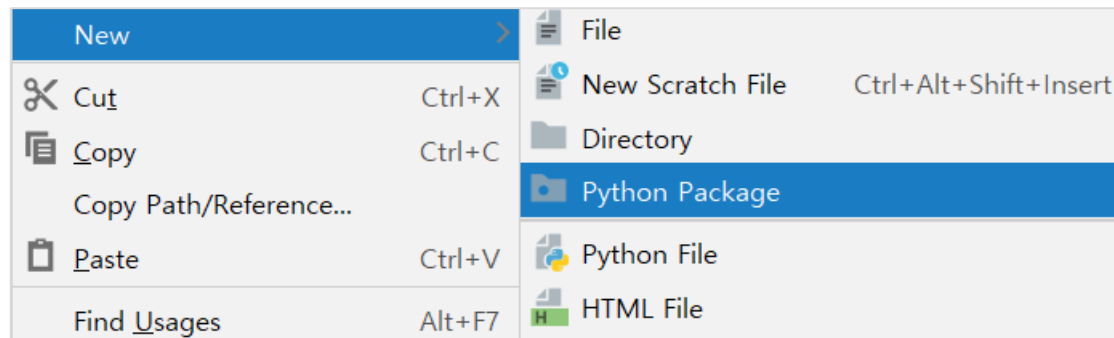 New
Cut Ctrl+X
Copy Ctrl+C
Copy Path/Reference...
Paste Ctrl+V
Find Usages Alt+F7
File
New Scratch File Ctrl+Alt+Shift+Insert
Directory
Python Package
Python File
H HTML File